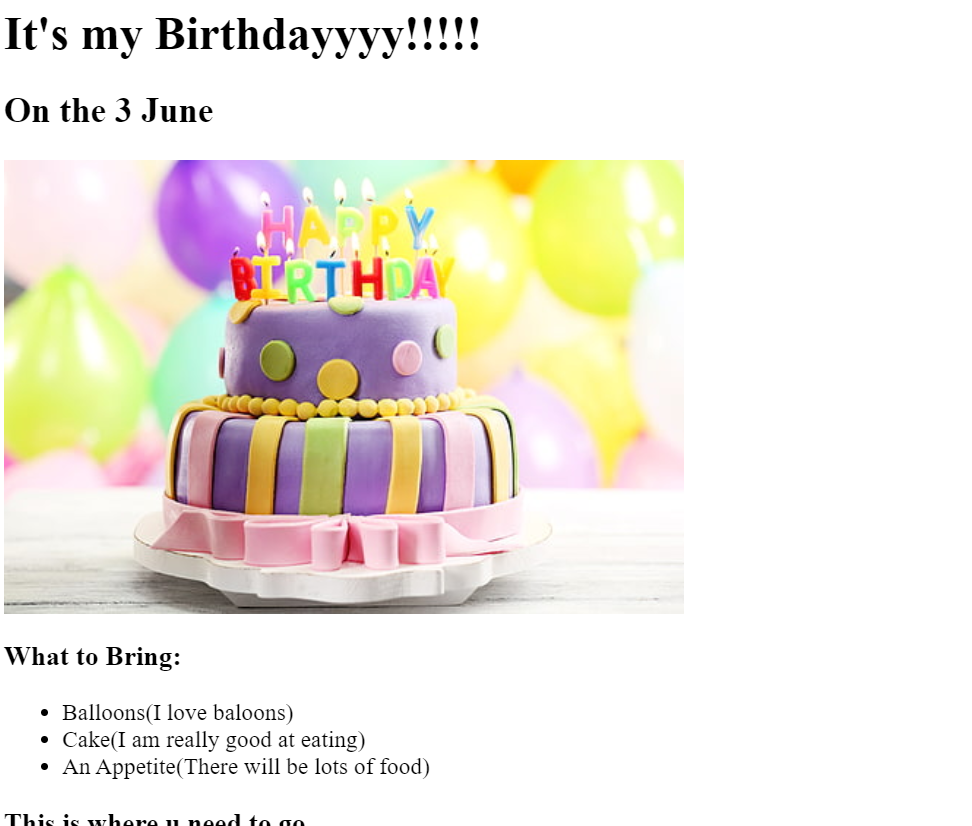 It's my Birthdayyyy!!!!!
On the 3 June
HAPPY
BIRTHDAY
What to Bring:
Balloons(I love baloons)
Cake(I am really good at eating)
An Appetite(There will be lots of food)
This is where u need to go